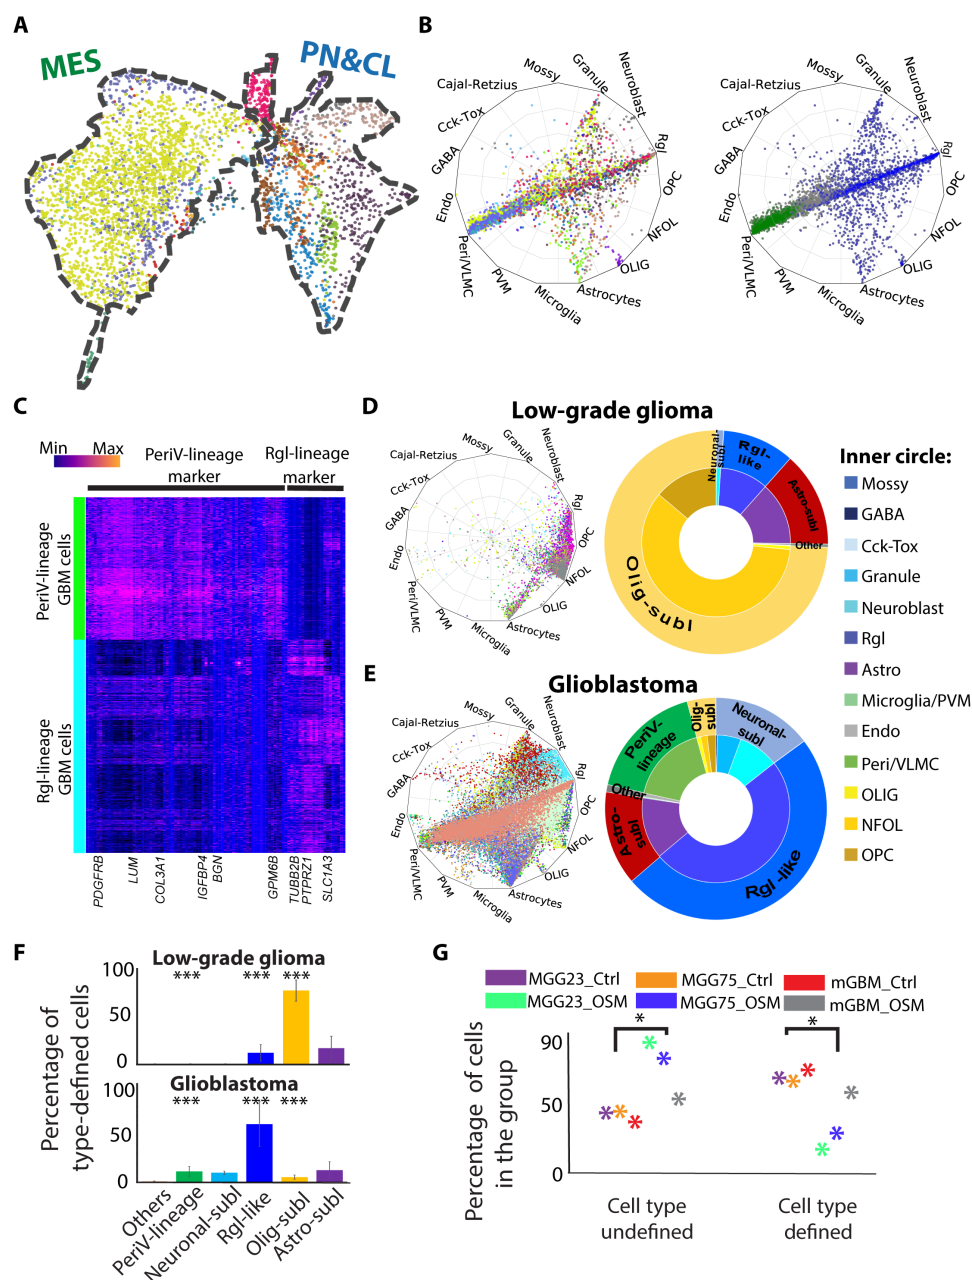 A
MES
PN&CL
B
Mossy
Granule
Neuroblast
Rgl
OPC
NFOL
OLIG
Astrocytes
Microglia
PVM
Peri/VLMC
Endo
GABA
Cck-Tox
Cajal-Retzius
Mossy
Granule
Neuroblast
Rgl
OPC
NFOL
OLIG
Astrocytes
Microglia
PVM
Peri/VLMC
Endo
GABA
Cck-Tox
Cajal-Retzius
C
Min
Max
PeriV-lineage
marker
Rgl-lineage
marker
PeriV-lineage
GBM cells
Rgl-lineage
GBM cells
PDGFRB
LUM
COL3A1
IGFBP4
BGN
GPM6B
TUBB2B
PTPRZ1
SLC1A3
D
Low-grade glioma
Mossy
Granule
Neuroblast
Rgl
OPC
NFOL
OLIG
Astrocytes
Microglia
PVM
Peri/VLMC
Endo
GABA
Cck-Tox
Cajal-Retzius
Neuronal-
subl
Rgl-
like
Astro-subl
Other
Olig-subl
Inner circle:
Mossy
GABA
Cck-Tox
Granule
Neuroblast
Rgl
Astro
Microglia/PVM
Endo
Peri/VLMC
OLIG
NFOL
OPC
E
Glioblastoma
Mossy
Granule
Neuroblast
Rgl
OPC
NFOL
OLIG
Astrocytes
Microglia
PVM
Peri/VLMC
Endo
GABA
Cck-Tox
Cajal-Retzius
Olig-
subl
Neuronal-
subl
PeriV-
lineage
Other
Astro-
subl
Rgl-like
F
Low-grade glioma
100
50
0
*** *** ***
Glioblastoma
100
50
0
*** *** ***
Percentage of
type-defined cells
Others
PeriV-lineage
Neuronal-subl
Rgl-like
Olig-subl
Astro-subl
G
MGG23_Ctrl
MGG75_Ctrl
mGBM_Ctrl
MGG23_OSM
MGG75_OSM
mGBM_OSM
* *
Percentage of cells
in the group
90
50
0
Cell type
undefined
Cell type
defined